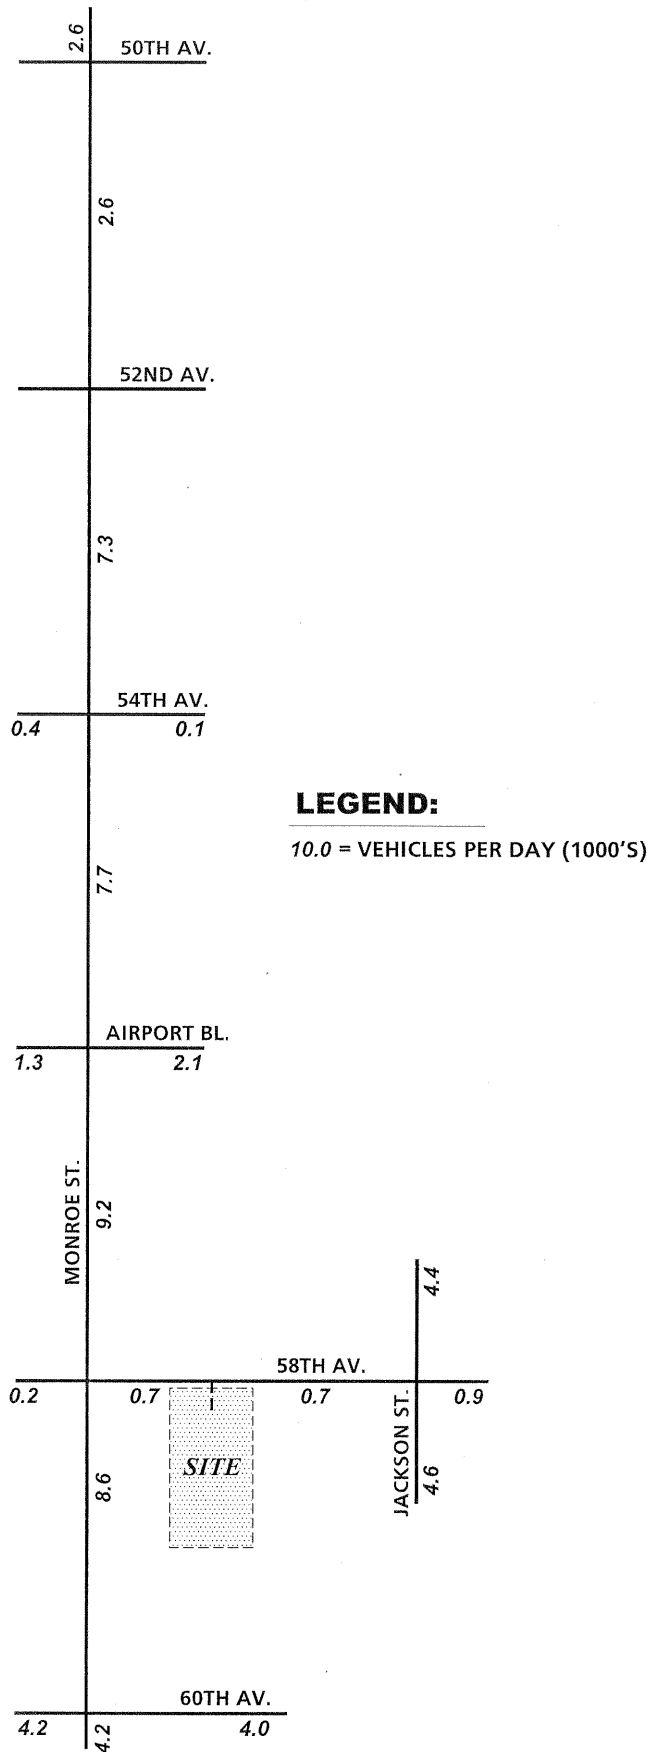 2.6
50TH AV.
2.6
52ND AV.
7.3
54TH AV.
0.4
0.1
LEGEND:
10.0 = VEHICLES PER DAY (1000'S)
7.7
AIRPORT BL.
1.3
2.1
MONROE ST.
9.2
4.4
58TH AV.
0.2
0.7
0.7
0.9
JACKSON ST.
4.6
SITE
8.6
60TH AV.
4.2
4.2
4.0